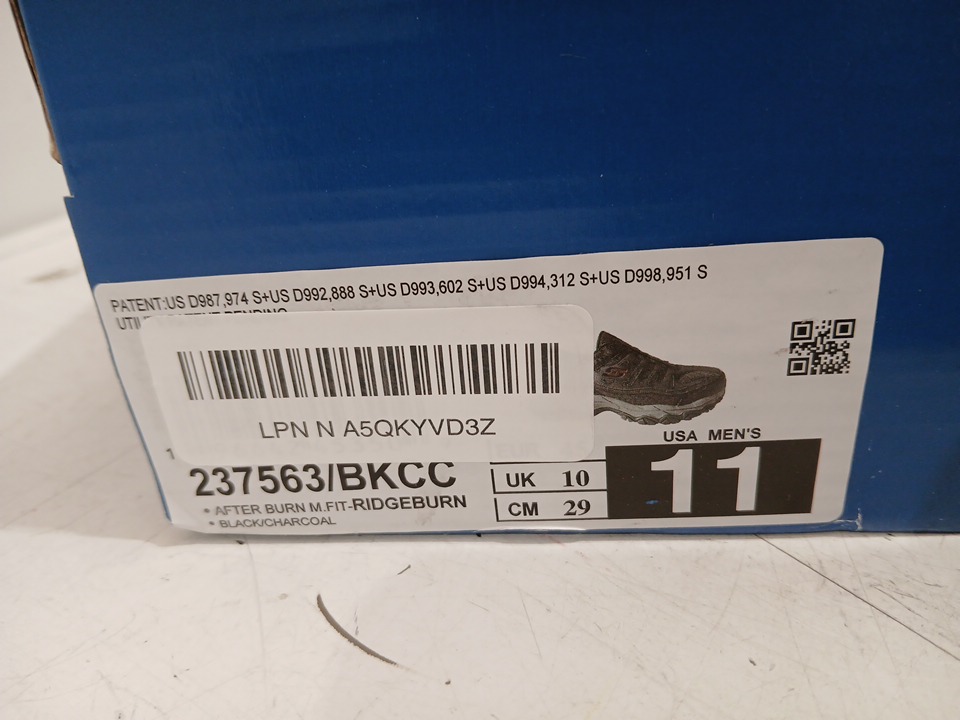 PATENT:US D987,974 S+US D992,888 S+US D993,602 S+US D994,312 S+US D998,951 S
LPN N A5QKYVD3Z
237563/BKCC
• AFTER BURN M.FIT-RIDGEBURN
• BLACK/CHARCOAL
UK 10
CM 29
USA MEN'S
11